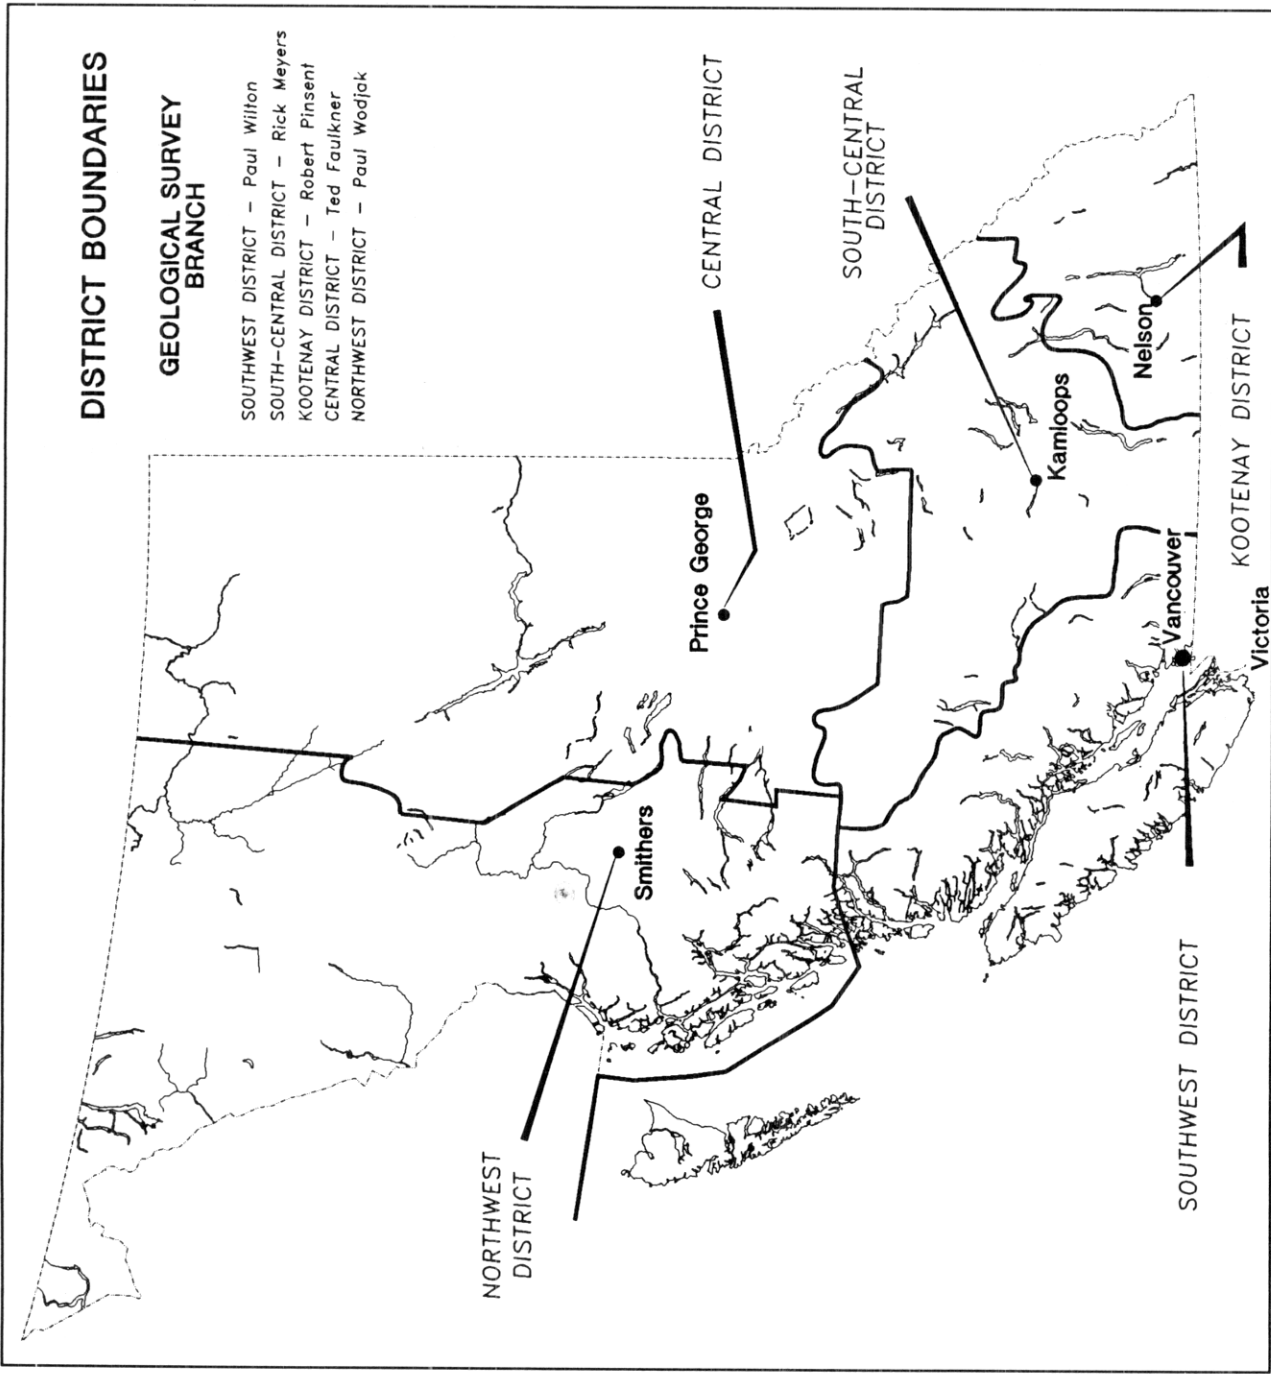 DISTRICT BOUNDARIES
GEOLOGICAL SURVEY
BRANCH
SOUTHWEST DISTRICT – Paul Wilton
SOUTH–CENTRAL DISTRICT – Rick Meyers
KOOTENAY DISTRICT – Robert Pinsent
CENTRAL DISTRICT – Ted Faulkner
NORTHWEST DISTRICT – Paul Wodjak
NORTHWEST
DISTRICT
Smithers
Prince George
CENTRAL DISTRICT
SOUTH–CENTRAL
DISTRICT
Kamloops
Nelson
Vancouver
SOUTHWEST DISTRICT
KOOTENAY DISTRICT
Victoria